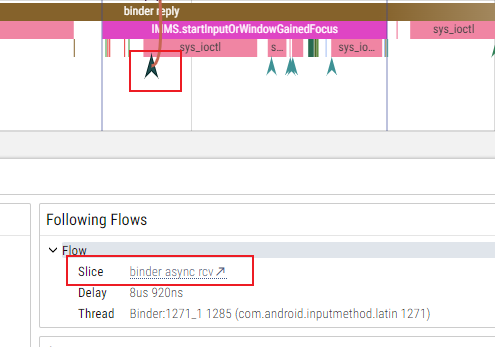 binder reply
IMMS.startInputOrWindowGainedFocus
sys_ioctl
sys_ioctl
s...
sys_io...
Following Flows
Flow
Slice binder async rcv
Delay 8us 920ns
Thread Binder:1271_1 1285 (com.android.inputmethod.latin 1271)